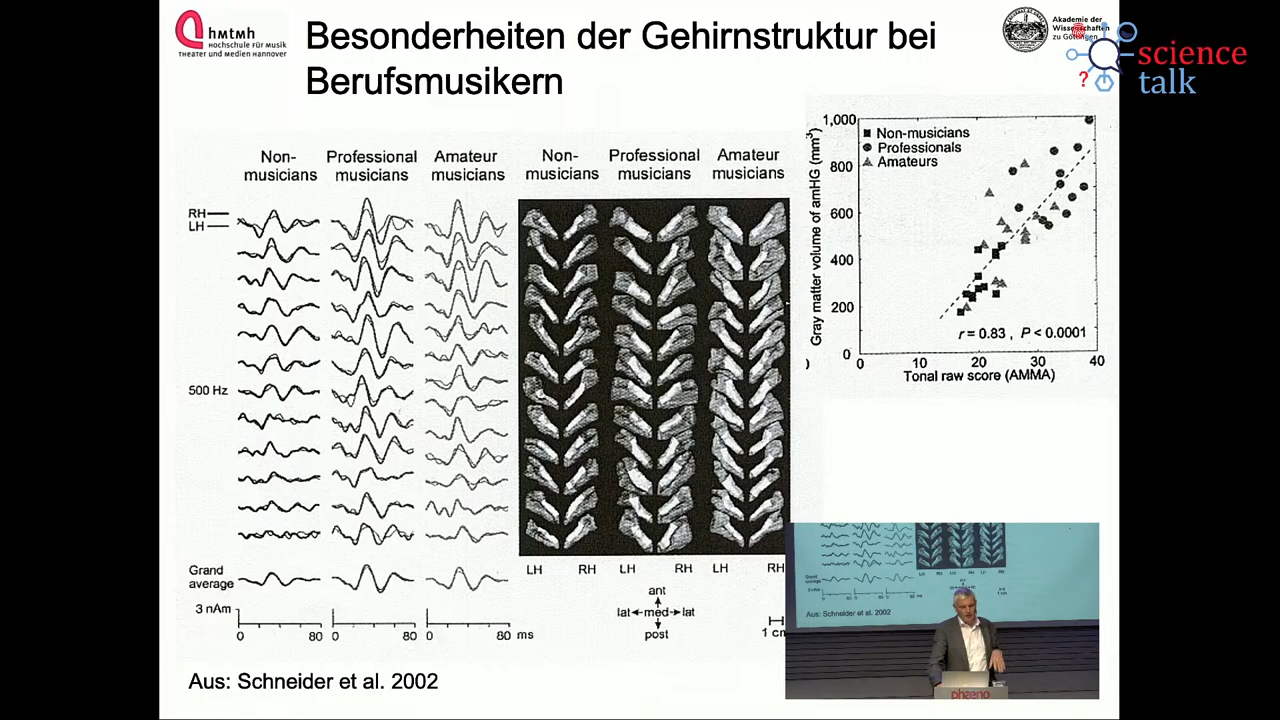 hmtmh
Hochschule für Musik
Theater und Medien Hannover
Besonderheiten der Gehirnstruktur bei
Berufsmusikern
Akademie der
Wissenschaften
zu Göttingen
science
talk
?
Non-
musicians
Professional
musicians
Amateur
musicians
Non-
musicians
Professional
musicians
Amateur
musicians
RH
LH
500 Hz
Grand
average
3 nAm
0 80 0 80 0 80 ms
LH RH LH RH LH RH
ant
lat med lat
post
1 cm
Gray matter volume of amHG (mm³)
1,000
800
600
400
200
0
Non-musicians
Professionals
Amateurs
r = 0.83 , P < 0.0001
0 10 20 30 40
Tonal raw score (AMMA)
Aus: Schneider et al. 2002
Grand
average
Aus: Schneider et al. 2002
phæno